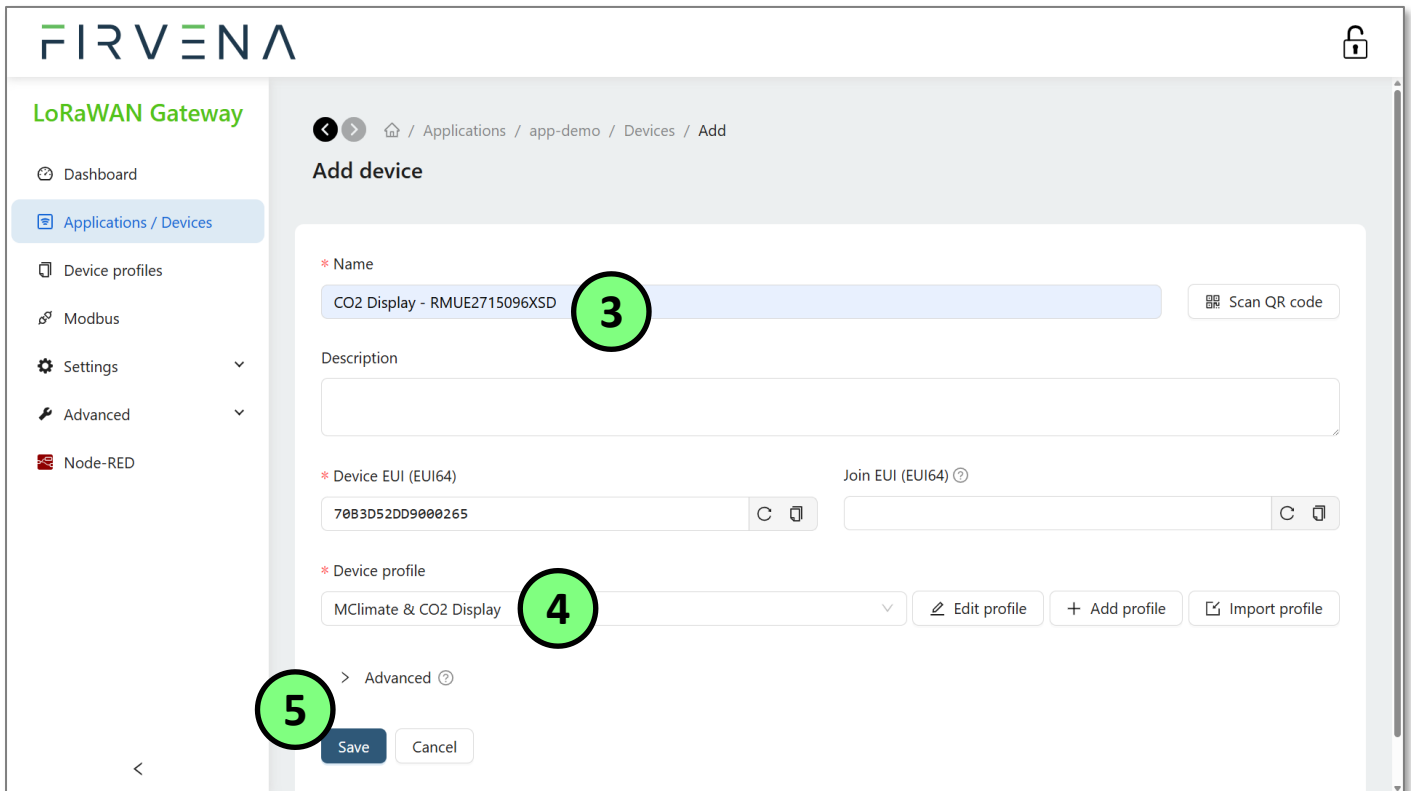 FIRVENA
LoRaWAN Gateway
Dashboard
Applications / Devices
Device profiles
Modbus
Settings
Advanced
Node-RED
/ Applications / app-demo / Devices / Add
Add device
* Name
CO2 Display - RMUE2715096XSD
3
Scan QR code
Description
* Device EUI (EUI64)
Join EUI (EUI64)
70B3D52DD9000265
* Device profile
MClimate & CO2 Display
4
Edit profile
Add profile
Import profile
Advanced
5
Save
Cancel